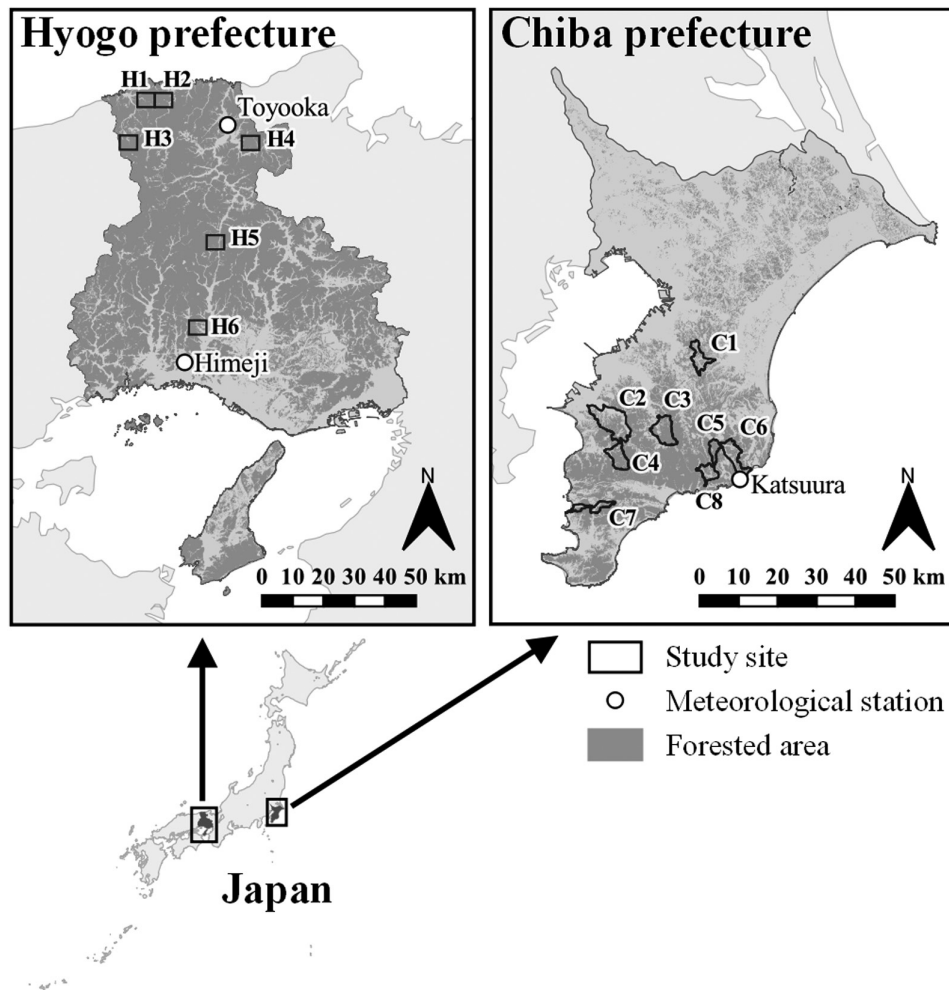 Hyogo prefecture
H1 H2
Toyooka
H3
H4
H5
H6
Himeji
N
0 10 20 30 40 50 km
Chiba prefecture
C1
C2 C3
C5 C6
C4
Katsuura
C8
C7
N
0 10 20 30 40 50 km
Study site
Meteorological station
Forested area
Japan